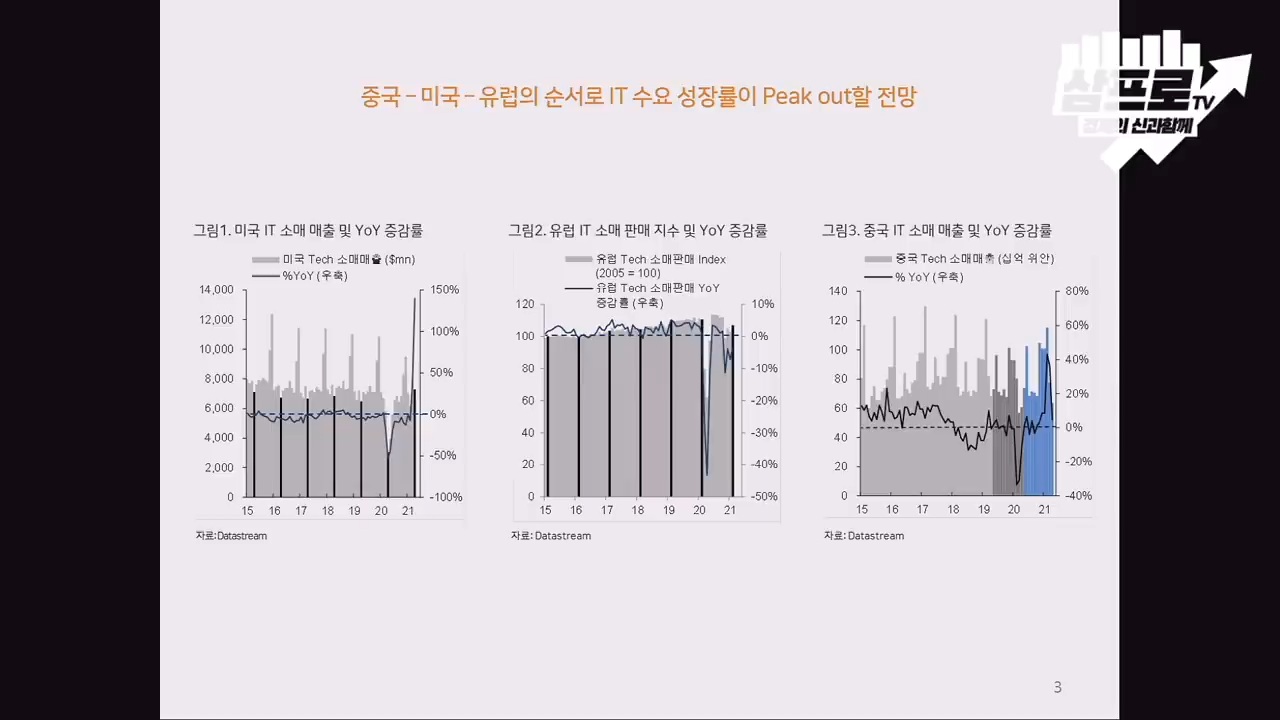 삼프로TV
경제의 신과함께
중국 – 미국 – 유럽의 순서로 IT 수요 성장률이 Peak out할 전망
그림1. 미국 IT 소매 매출 및 YoY 증감률
미국 Tech 소매매출 ($mn)
%YoY (우축)
14,000
12,000
10,000
8,000
6,000
4,000
2,000
0
150%
100%
50%
0%
-50%
-100%
15 16 17 18 19 20 21
자료: Datastream
그림2. 유럽 IT 소매 판매 지수 및 YoY 증감률
유럽 Tech 소매판매 Index
(2005 = 100)
유럽 Tech 소매판매 YoY
증감률 (우축)
120
100
80
60
40
20
0
10%
0%
-10%
-20%
-30%
-40%
-50%
15 16 17 18 19 20 21
자료: Datastream
그림3. 중국 IT 소매 매출 및 YoY 증감률
중국 Tech 소매매출 (십억 위안)
% YoY (우축)
140
120
100
80
60
40
20
0
80%
60%
40%
20%
0%
-20%
-40%
15 16 17 18 19 20 21
자료: Datastream
3